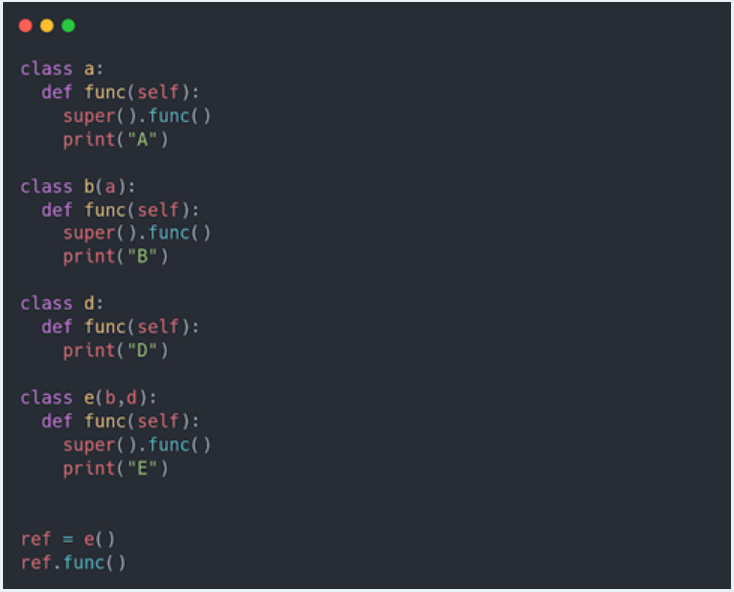 class a:
  def func(self):
    super().func()
    print("A")

class b(a):
  def func(self):
    super().func()
    print("B")

class d:
  def func(self):
    print("D")

class e(b,d):
  def func(self):
    super().func()
    print("E")


ref = e()
ref.func()